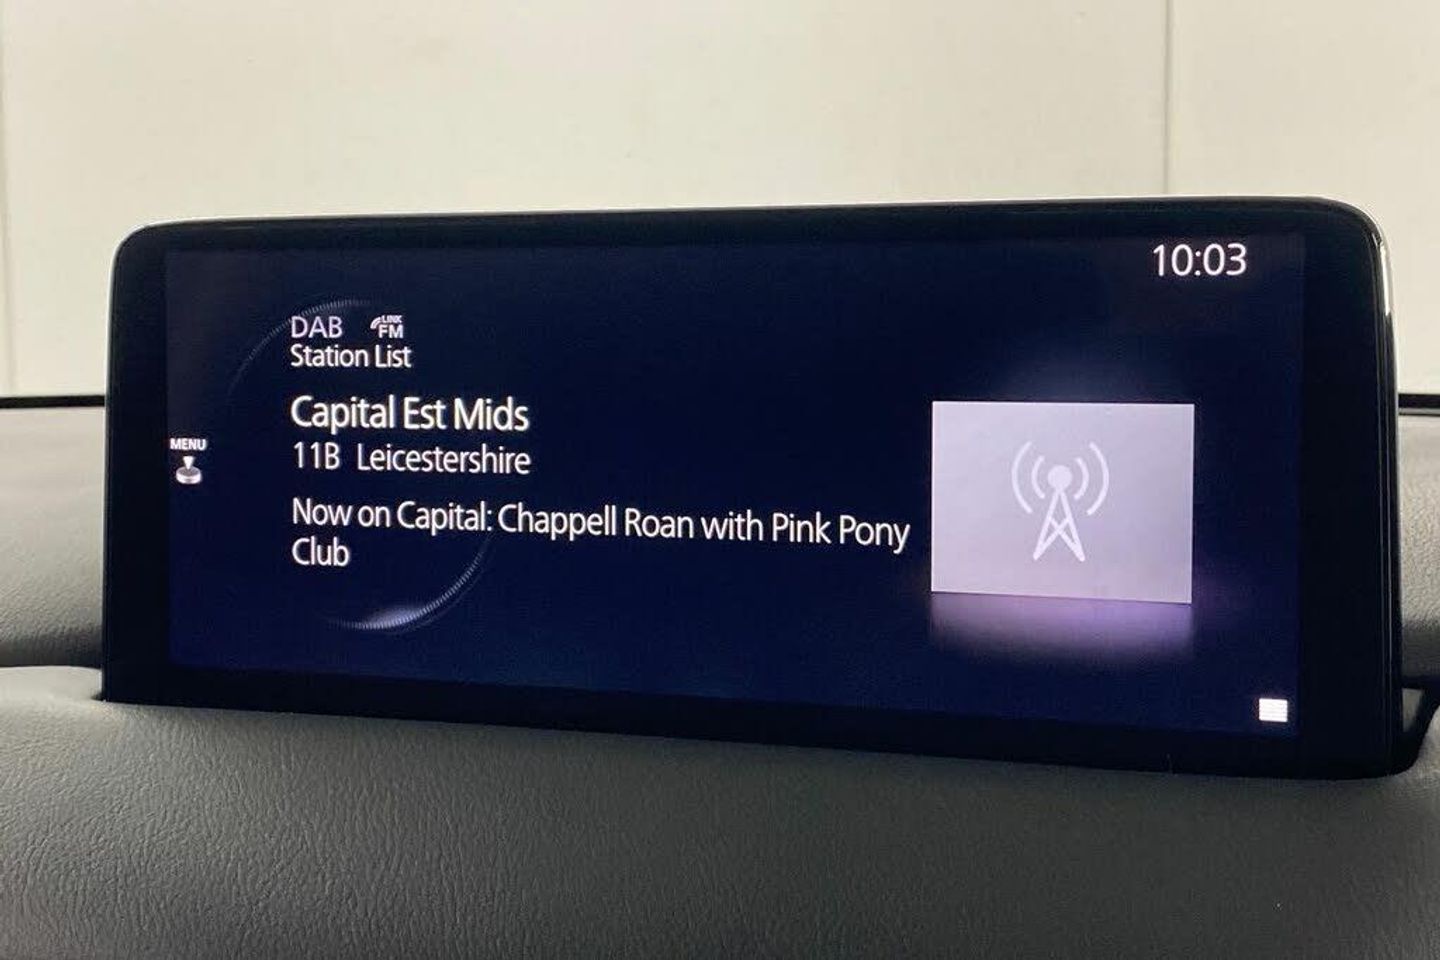 10:03
DAB LINK FM
Station List
Capital Est Mids
MENU
11B Leicestershire
Now on Capital: Chappell Roan with Pink Pony
Club